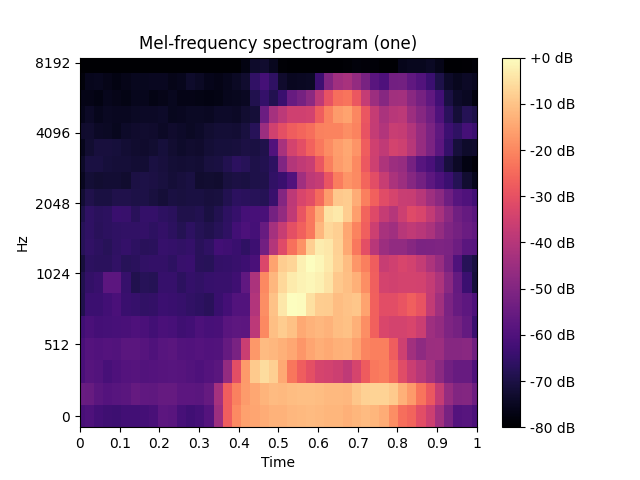 Mel-frequency spectrogram (one)
8192
4096
2048
1024
512
0
Hz
0 0.1 0.2 0.3 0.4 0.5 0.6 0.7 0.8 0.9 1
Time
+0 dB
-10 dB
-20 dB
-30 dB
-40 dB
-50 dB
-60 dB
-70 dB
-80 dB